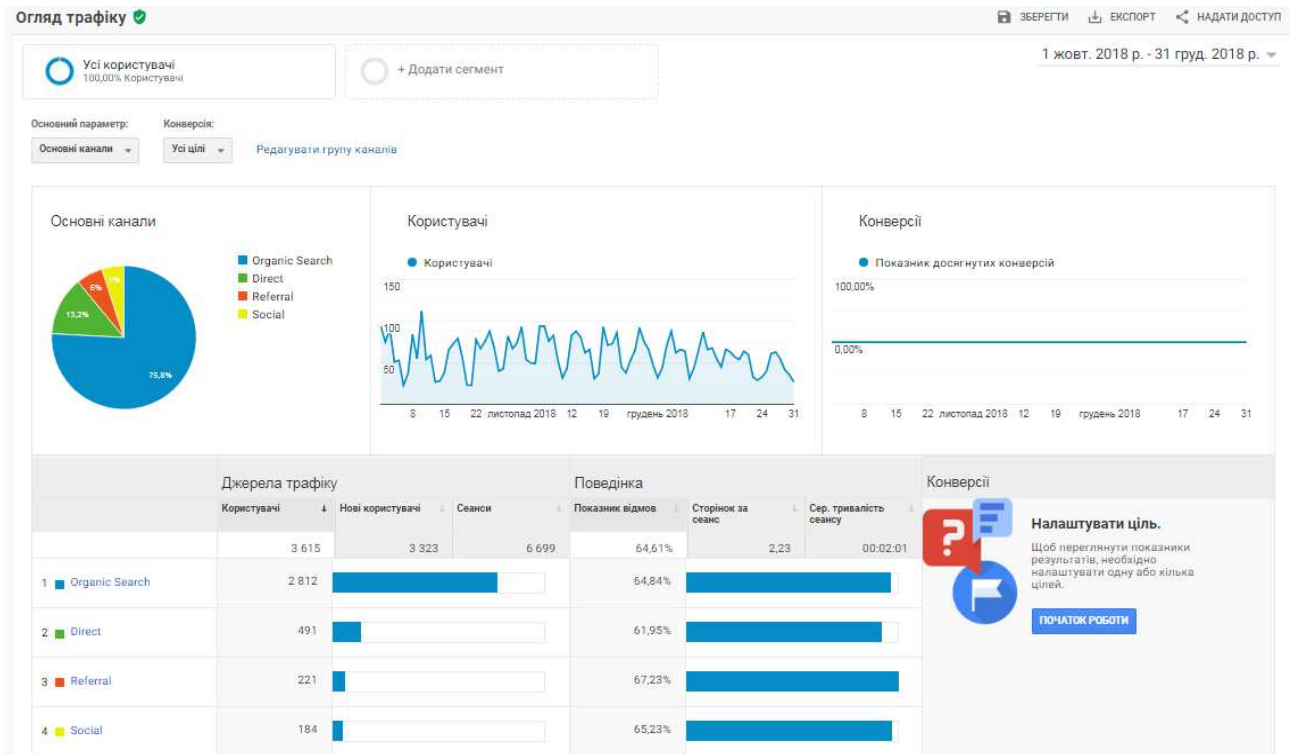 Огляд трафіку
ЗБЕРЕГТИ ЕКСПОРТ НАДАТИ ДОСТУП
Усі користувачі
100,00% Користувачі
+ Додати сегмент
1 жовт. 2018 р. - 31 груд. 2018 р.
Основний параметр: Конверсія:
Основні канали Усі цілі Редагувати групу каналів
Основні канали
Organic Search
Direct
Referral
Social
6%
13,2%
75,8%
Користувачі
Користувачі
150
100
50
8 15 22 листопад 2018 12 19 грудень 2018 17 24 31
Конверсії
Показник досягнутих конверсій
100,00%
0,00%
8 15 22 листопад 2018 12 19 грудень 2018 17 24 31
Джерела трафіку Поведінка Конверсії
Користувачі Нові користувачі Сеанси Показник відмов Сторінок за сеанс Сер. тривалість сеансу
3 615 3 323 6 699 64,61% 2,23 00:02:01
1 Organic Search 2 812 64,84%
2 Direct 491 61,95%
3 Referral 221 67,23%
4 Social 184 65,23%
Налаштувати ціль.
Щоб переглянути показники
результатів, необхідно
налаштувати одну або кілька
цілей.
ПОЧАТОК РОБОТИ